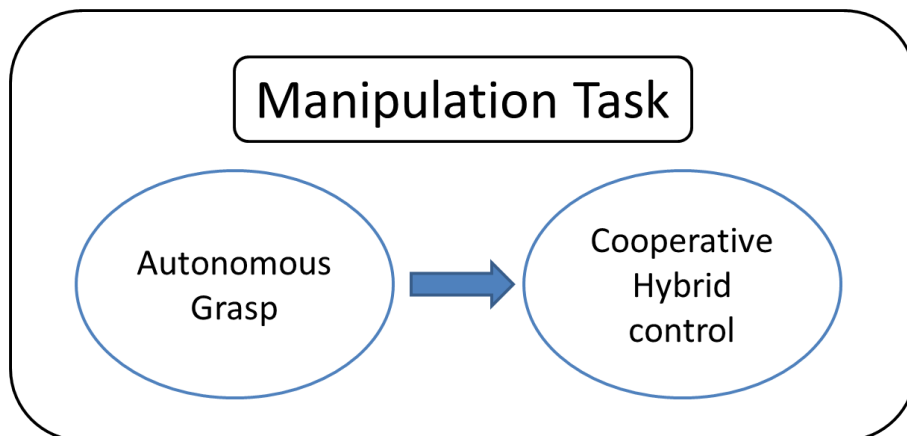 Manipulation Task
Autonomous
Grasp
Cooperative
Hybrid
control